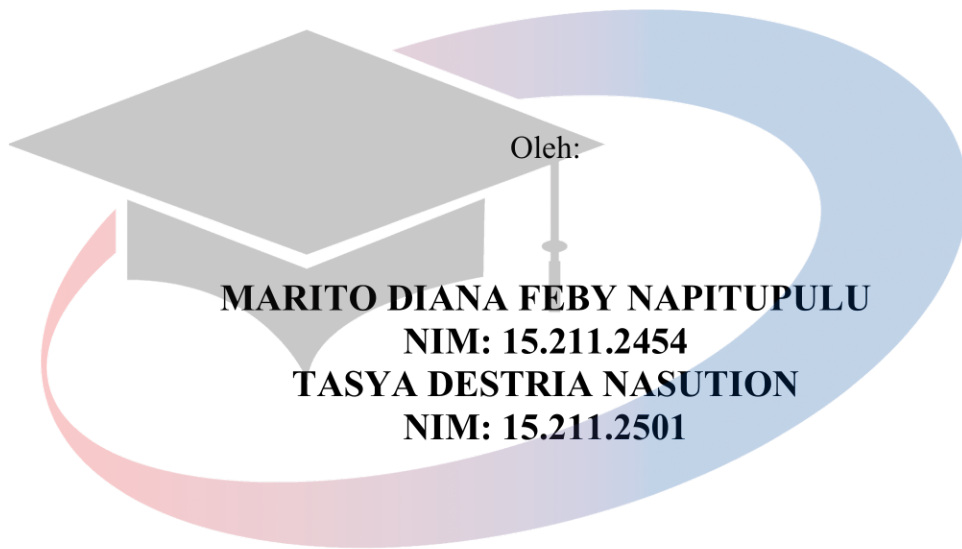 Oleh:
MARITO DIANA FEBY NAPITUPULU
NIM: 15.211.2454
TASYA DESTRIA NASUTION
NIM: 15.211.2501